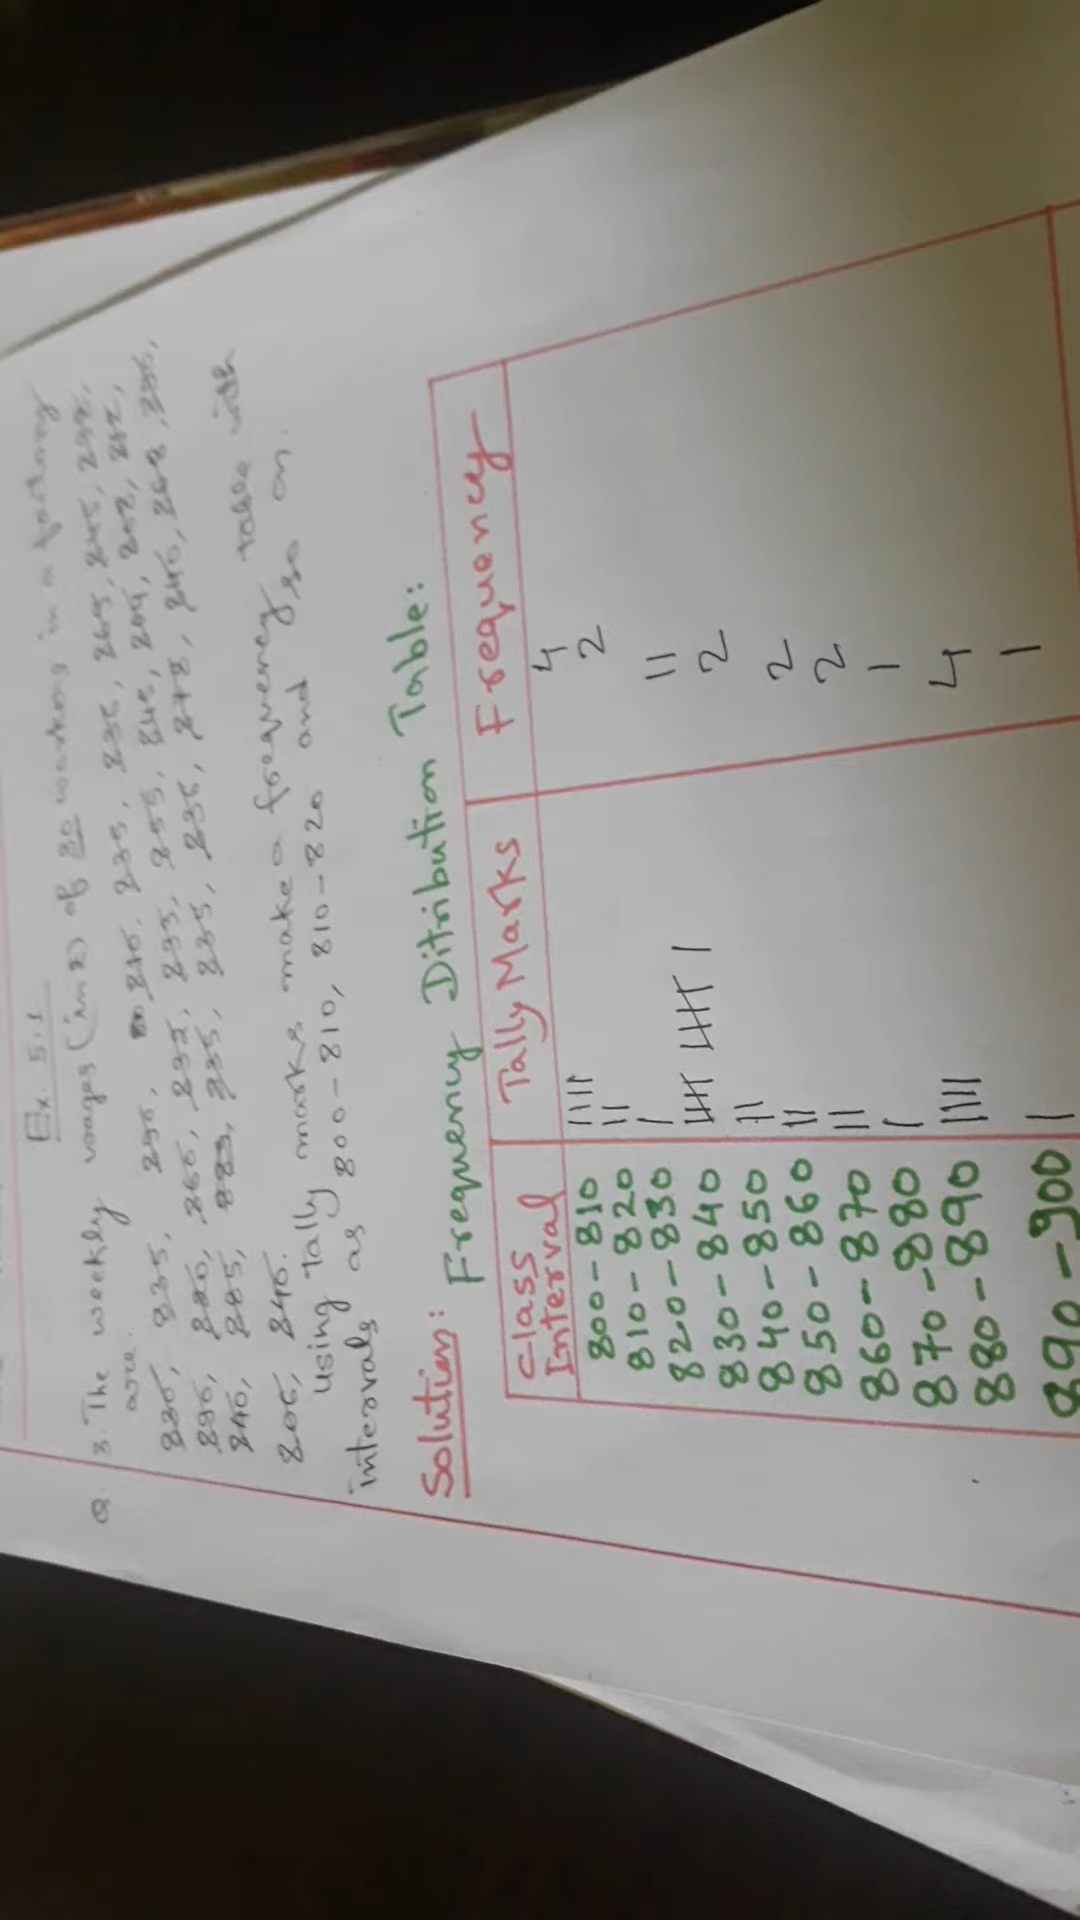 Ex. 5.1
Q. 3. The weekly wages (in ₹) of 30 workers in a factory
are.
830, 835, 890, 810, 835, 836, 869, 845, 898,
890, 820, 860, 832, 833, 855, 845, 804, 808, 812,
840, 885, 835, 835, 836, 878, 840, 868, 890,
806, 840.
Using tally marks make a frequency table with
intervals as 800-810, 810-820 and so on.
Solution:
Frequency Ditribution Table:
Class Interval Tally Marks Frequency
800-810 |||| 4
810-820 || 2
820-830 |
830-840 𝍸 𝍸 | 11
840-850 || 2
850-860 || 2
860-870 || 2
870-880 | 1
880-890 |||| 4
890-900 | 1